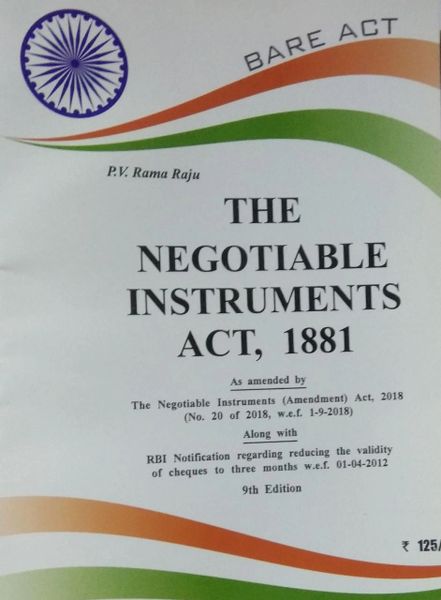 BARE ACT
P.V. Rama Raju
THE
NEGOTIABLE
INSTRUMENTS
ACT, 1881
As amended by
The Negotiable Instruments (Amendment) Act, 2018
(No. 20 of 2018, w.e.f. 1-9-2018)
Along with
RBI Notification regarding reducing the validity
of cheques to three months w.e.f. 01-04-2012
9th Edition
₹ 125/